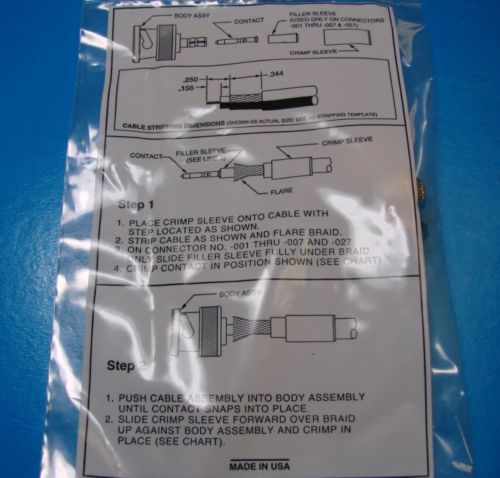 BODY ASSY
CONTACT
FILLER SLEEVE
(USED ONLY ON CONNECTORS
-001 THRU -007 & -027)
CRIMP SLEEVE
.250
.156
.344
CABLE STRIPPING DIMENSIONS (SHOWN AS ACTUAL SIZE; USE AS STRIPPING TEMPLATE)
CONTACT
FILLER SLEEVE
(SEE LINE 3)
CRIMP SLEEVE
FLARE
Step 1
1. PLACE CRIMP SLEEVE ONTO CABLE WITH
STEP LOCATED AS SHOWN.
2. STRIP CABLE AS SHOWN AND FLARE BRAID.
3. ON CONNECTOR NO. -001 THRU -007 AND -027
ONLY SLIDE FILLER SLEEVE FULLY UNDER BRAID.
4. CRIMP CONTACT IN POSITION SHOWN (SEE CHART)
BODY ASSY
Step 2
1. PUSH CABLE ASSEMBLY INTO BODY ASSEMBLY
UNTIL CONTACT SNAPS INTO PLACE.
2. SLIDE CRIMP SLEEVE FORWARD OVER BRAID
UP AGAINST BODY ASSEMBLY AND CRIMP IN
PLACE (SEE CHART).
MADE IN USA